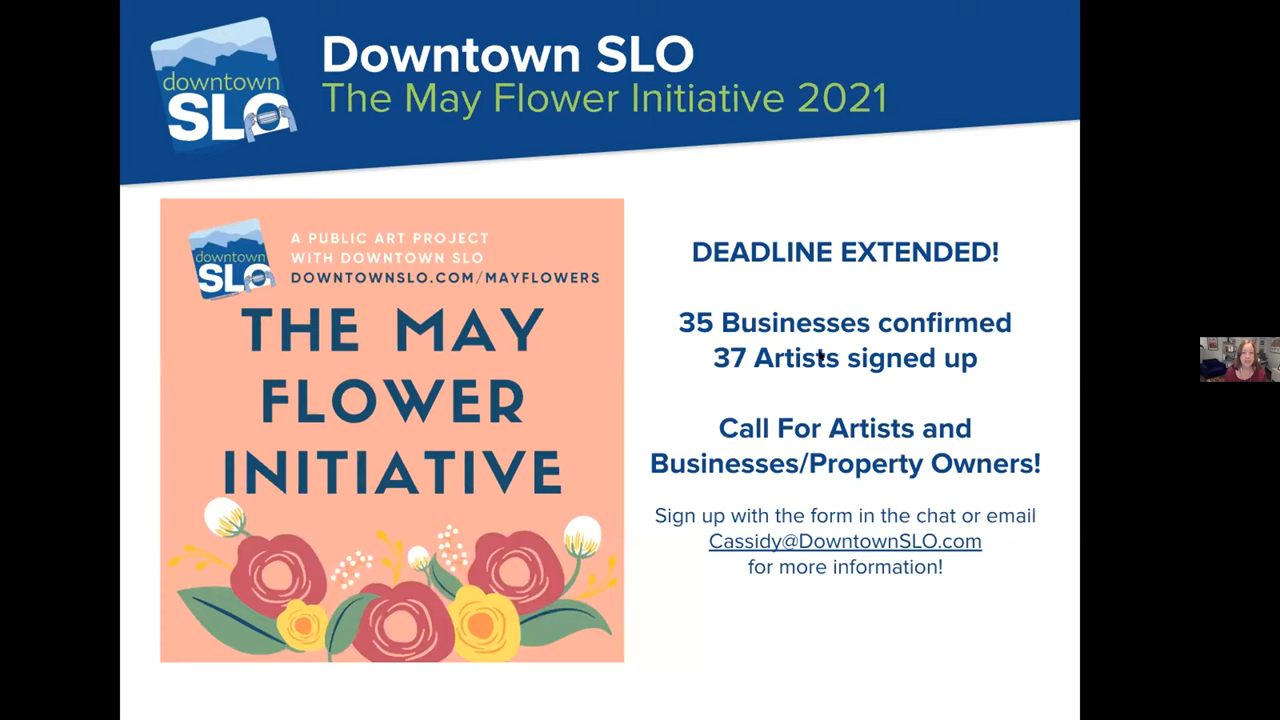 downtown
SLO
Downtown SLO
The May Flower Initiative 2021
downtown
SLO
A PUBLIC ART PROJECT
WITH DOWNTOWN SLO
DOWNTOWNSLO.COM/MAYFLOWERS
THE MAY
FLOWER
INITIATIVE
DEADLINE EXTENDED!
35 Businesses confirmed
37 Artists signed up
Call For Artists and
Businesses/Property Owners!
Sign up with the form in the chat or email
Cassidy@DowntownSLO.com
for more information!